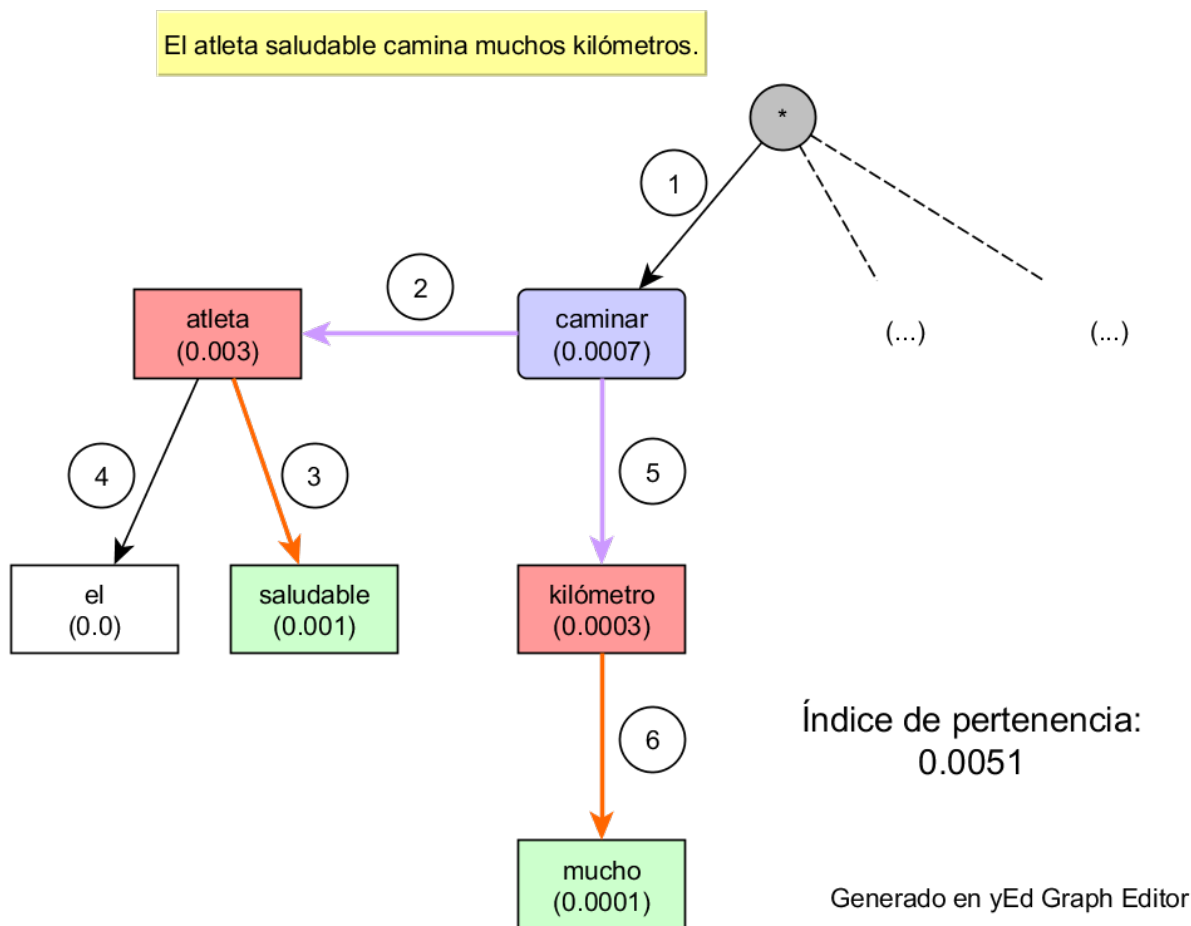 El atleta saludable camina muchos kilómetros.
*
1
2
atleta
(0.003)
caminar
(0.0007)
(...)
(...)
4
3
5
el
(0.0)
saludable
(0.001)
kilómetro
(0.0003)
6
Índice de pertenencia:
0.0051
mucho
(0.0001)
Generado en yEd Graph Editor